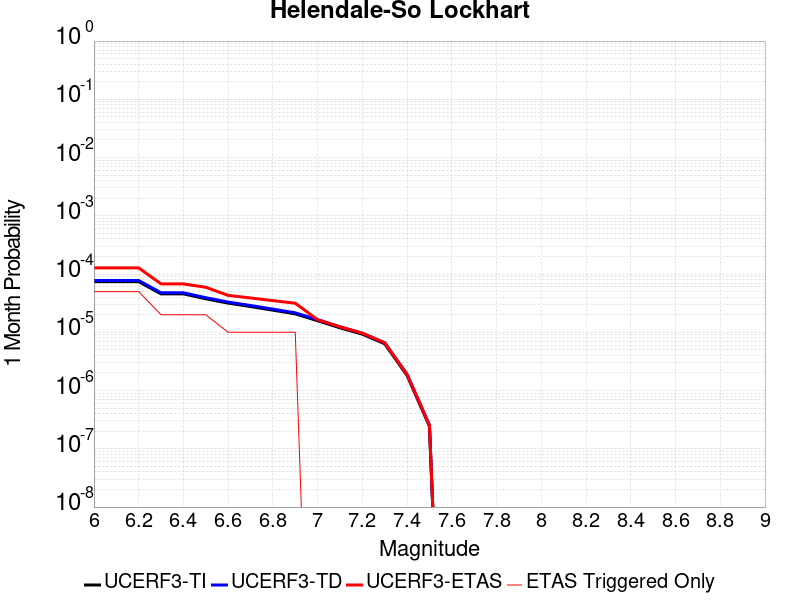 Helendale-So Lockhart
10^0
10^-1
10^-2
10^-3
10^-4
10^-5
10^-6
10^-7
10^-8
1 Month Probability
6 6.2 6.4 6.6 6.8 7 7.2 7.4 7.6 7.8 8 8.2 8.4 8.6 8.8 9
Magnitude
UCERF3-TI UCERF3-TD UCERF3-ETAS ETAS Triggered Only